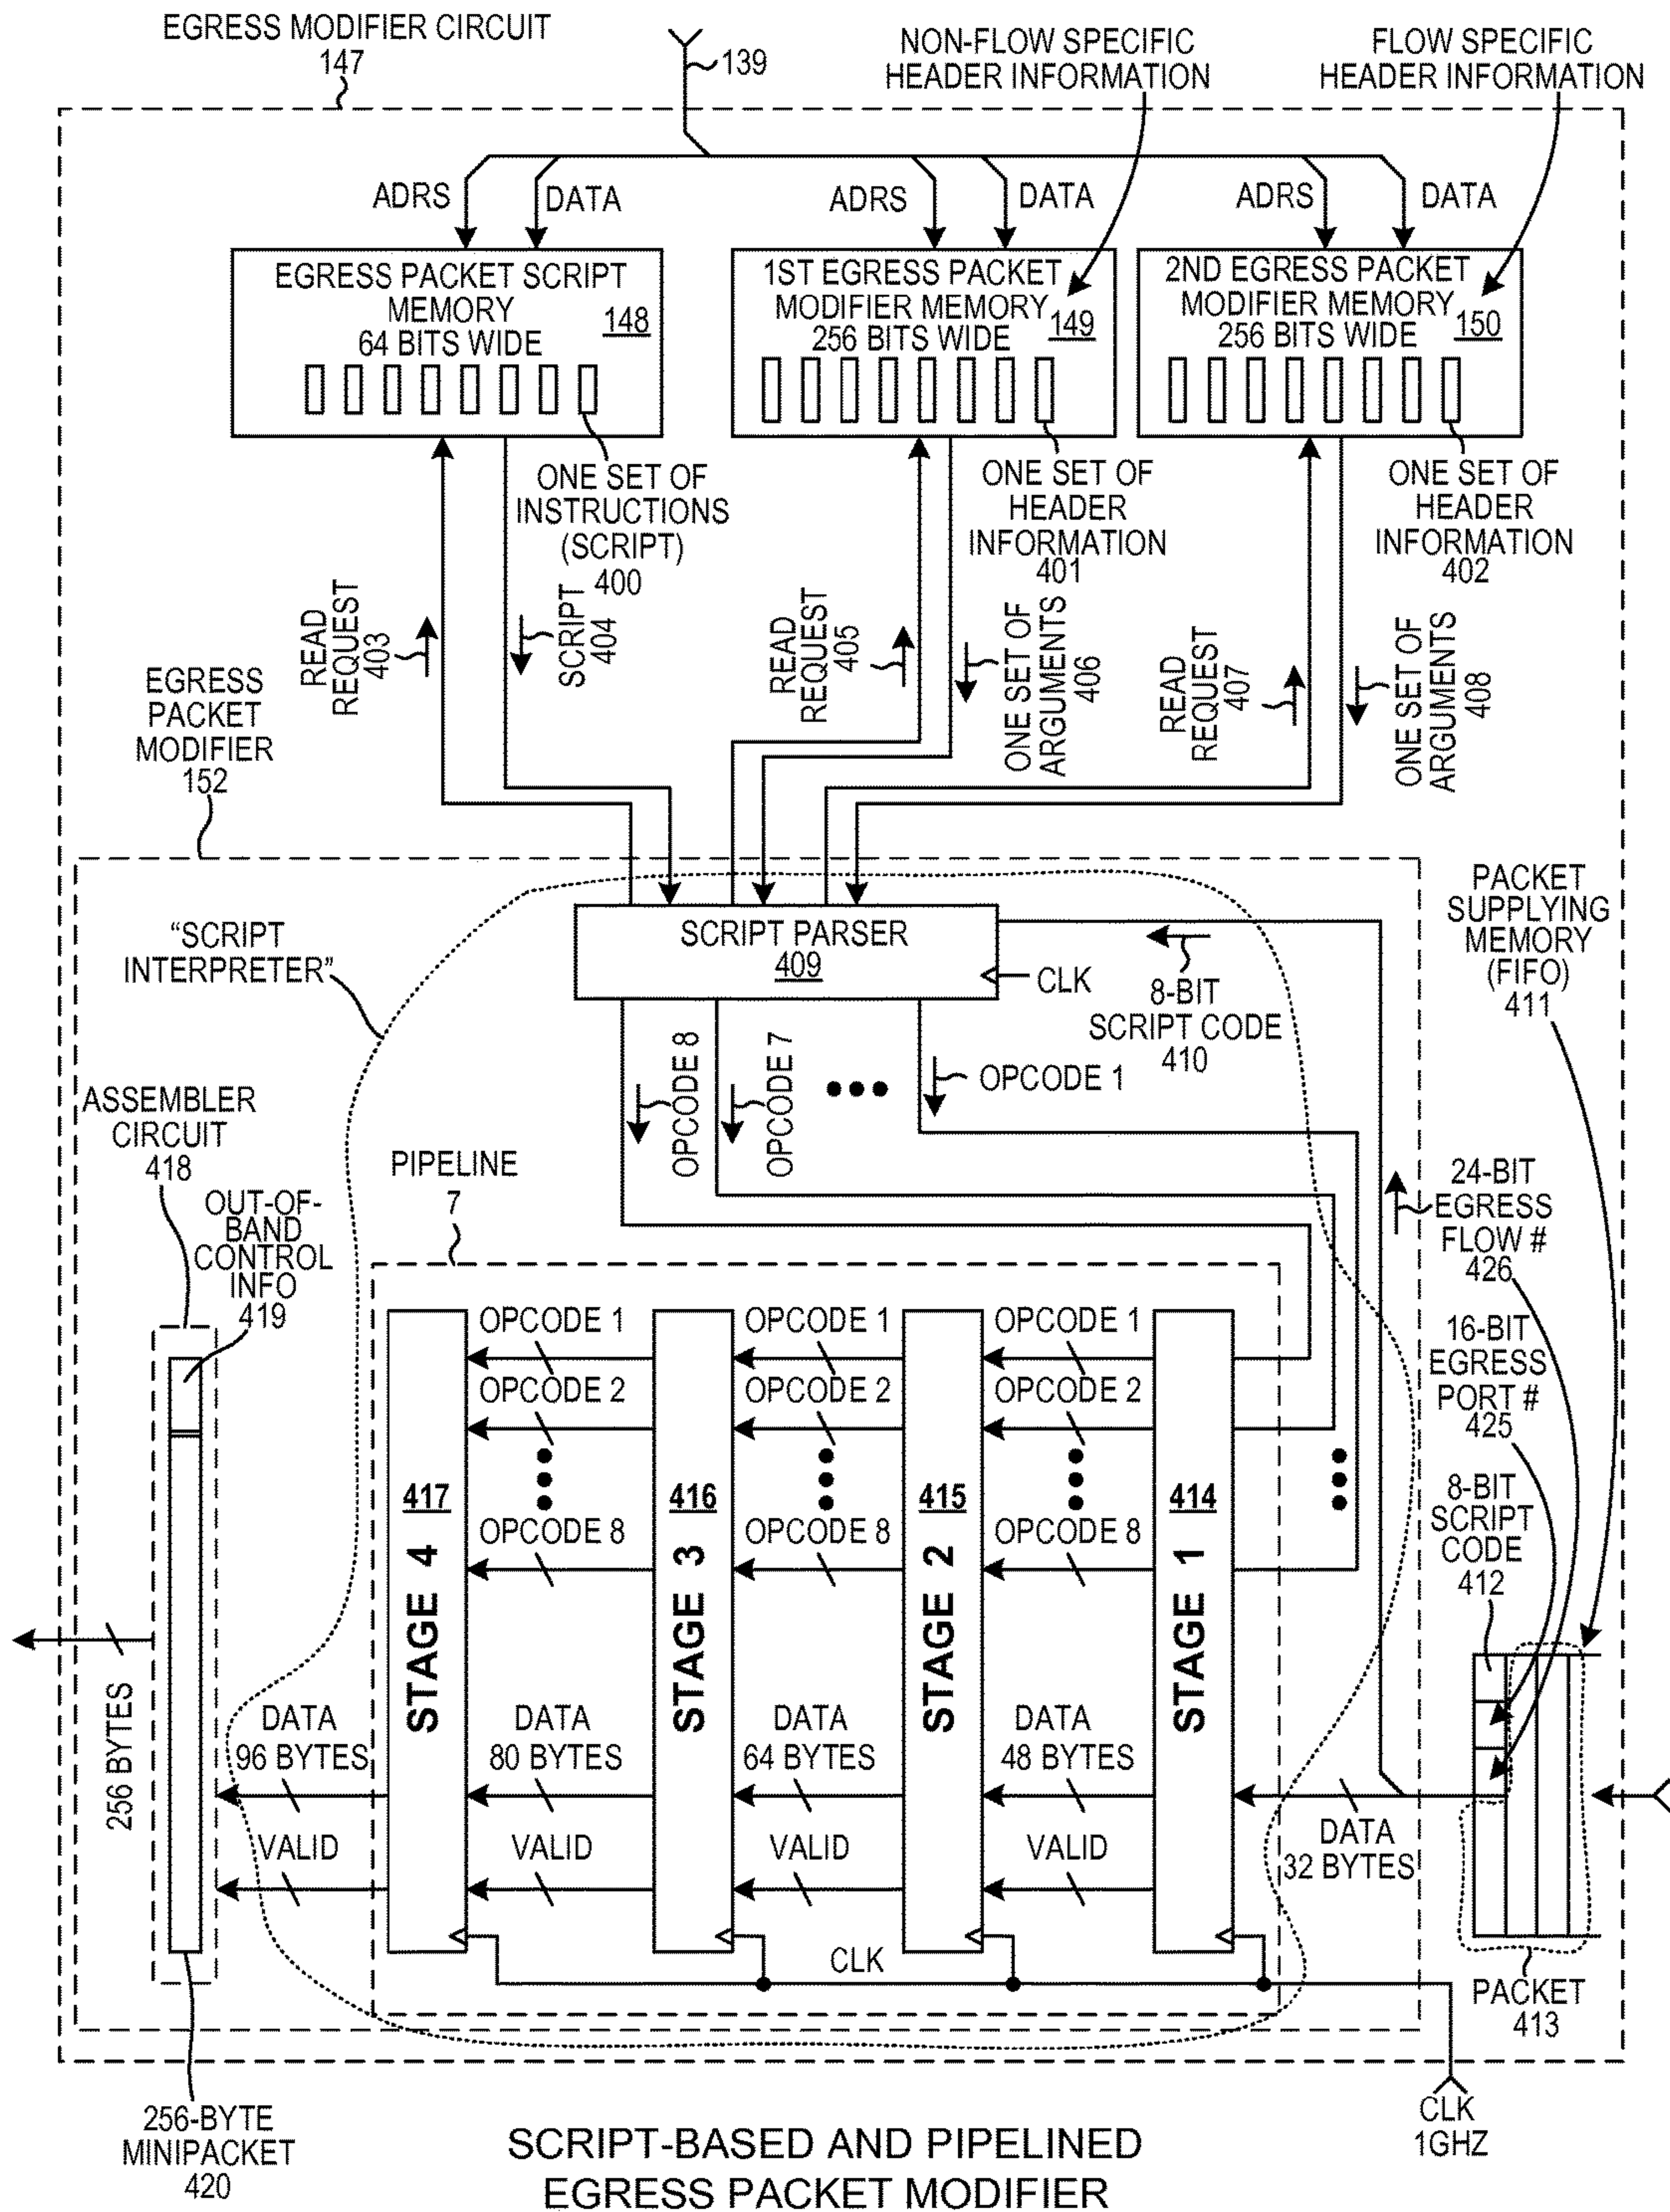 EGRESS MODIFIER CIRCUIT
147
139
NON-FLOW SPECIFIC
HEADER INFORMATION
FLOW SPECIFIC
HEADER INFORMATION
ADRS
DATA
ADRS
DATA
ADRS
DATA
EGRESS PACKET SCRIPT
MEMORY
64 BITS WIDE
148
1ST EGRESS PACKET
MODIFIER MEMORY
256 BITS WIDE
149
2ND EGRESS PACKET
MODIFIER MEMORY
256 BITS WIDE
150
ONE SET OF
INSTRUCTIONS
(SCRIPT)
400
ONE SET OF
HEADER
INFORMATION
401
ONE SET OF
HEADER
INFORMATION
402
READ
REQUEST
403
SCRIPT
404
READ
REQUEST
405
ONE SET OF
ARGUMENTS
406
READ
REQUEST
407
ONE SET OF
ARGUMENTS
408
EGRESS
PACKET
MODIFIER
152
"SCRIPT
INTERPRETER"
SCRIPT PARSER
409
CLK
8-BIT
SCRIPT CODE
410
PACKET
SUPPLYING
MEMORY
(FIFO)
411
OPCODE 8
OPCODE 7
OPCODE 1
ASSEMBLER
CIRCUIT
418
OUT-OF-
BAND
CONTROL
INFO
419
PIPELINE
7
24-BIT
EGRESS
FLOW #
426
16-BIT
EGRESS
PORT #
425
8-BIT
SCRIPT
CODE
412
OPCODE 1
OPCODE 1
OPCODE 1
OPCODE 2
OPCODE 2
OPCODE 2
417
416
415
414
OPCODE 8
OPCODE 8
OPCODE 8
STAGE 4
STAGE 3
STAGE 2
STAGE 1
256 BYTES
DATA
96 BYTES
DATA
80 BYTES
DATA
64 BYTES
DATA
48 BYTES
DATA
32 BYTES
VALID
VALID
VALID
VALID
CLK
PACKET
413
256-BYTE
MINIPACKET
420
CLK
1GHZ
SCRIPT-BASED AND PIPELINED
EGRESS PACKET MODIFIER